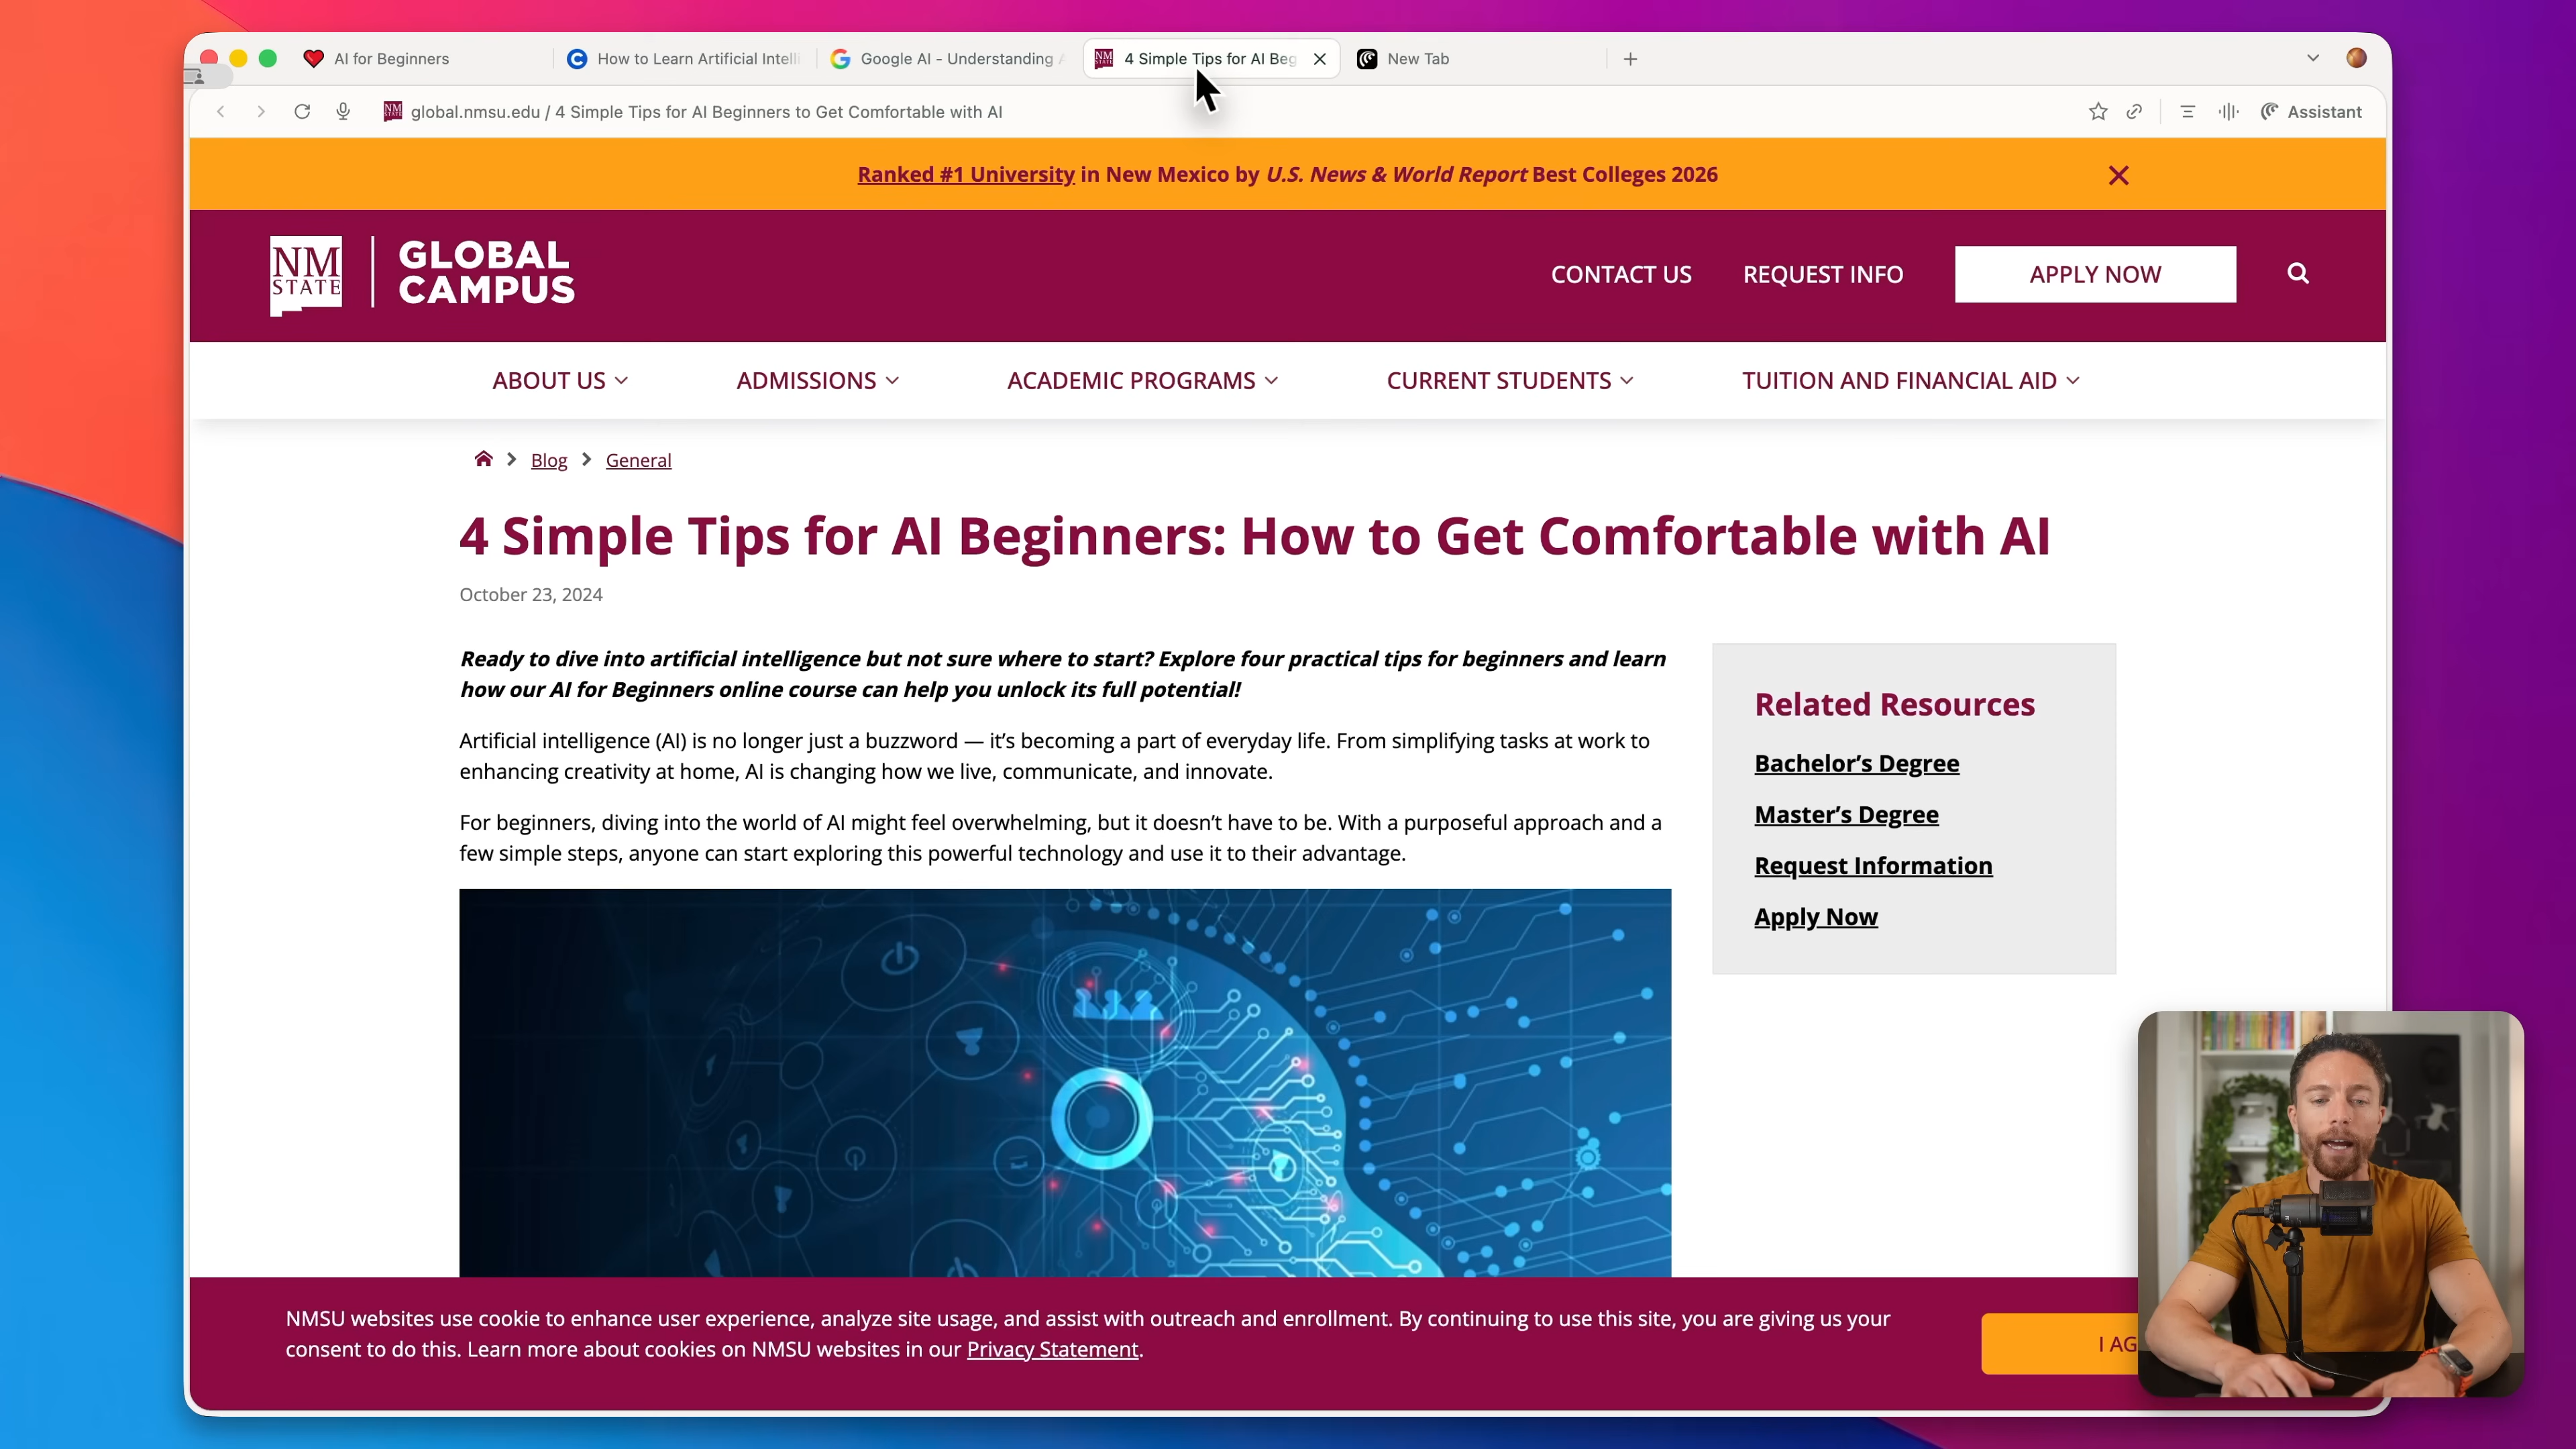 AI for Beginners
How to Learn Artificial Intelli
Google AI - Understanding A
4 Simple Tips for AI Beg
New Tab
global.nmsu.edu / 4 Simple Tips for AI Beginners to Get Comfortable with AI
Assistant
Ranked #1 University in New Mexico by U.S. News & World Report Best Colleges 2026
NM STATE
GLOBAL CAMPUS
CONTACT US
REQUEST INFO
APPLY NOW
ABOUT US
ADMISSIONS
ACADEMIC PROGRAMS
CURRENT STUDENTS
TUITION AND FINANCIAL AID
Blog
General
4 Simple Tips for AI Beginners: How to Get Comfortable with AI
October 23, 2024
Ready to dive into artificial intelligence but not sure where to start? Explore four practical tips for beginners and learn
how our AI for Beginners online course can help you unlock its full potential!
Artificial intelligence (AI) is no longer just a buzzword — it’s becoming a part of everyday life. From simplifying tasks at work to
enhancing creativity at home, AI is changing how we live, communicate, and innovate.
For beginners, diving into the world of AI might feel overwhelming, but it doesn’t have to be. With a purposeful approach and a
few simple steps, anyone can start exploring this powerful technology and use it to their advantage.
Related Resources
Bachelor’s Degree
Master’s Degree
Request Information
Apply Now
NMSU websites use cookie to enhance user experience, analyze site usage, and assist with outreach and enrollment. By continuing to use this site, you are giving us your
consent to do this. Learn more about cookies on NMSU websites in our Privacy Statement.
I AG